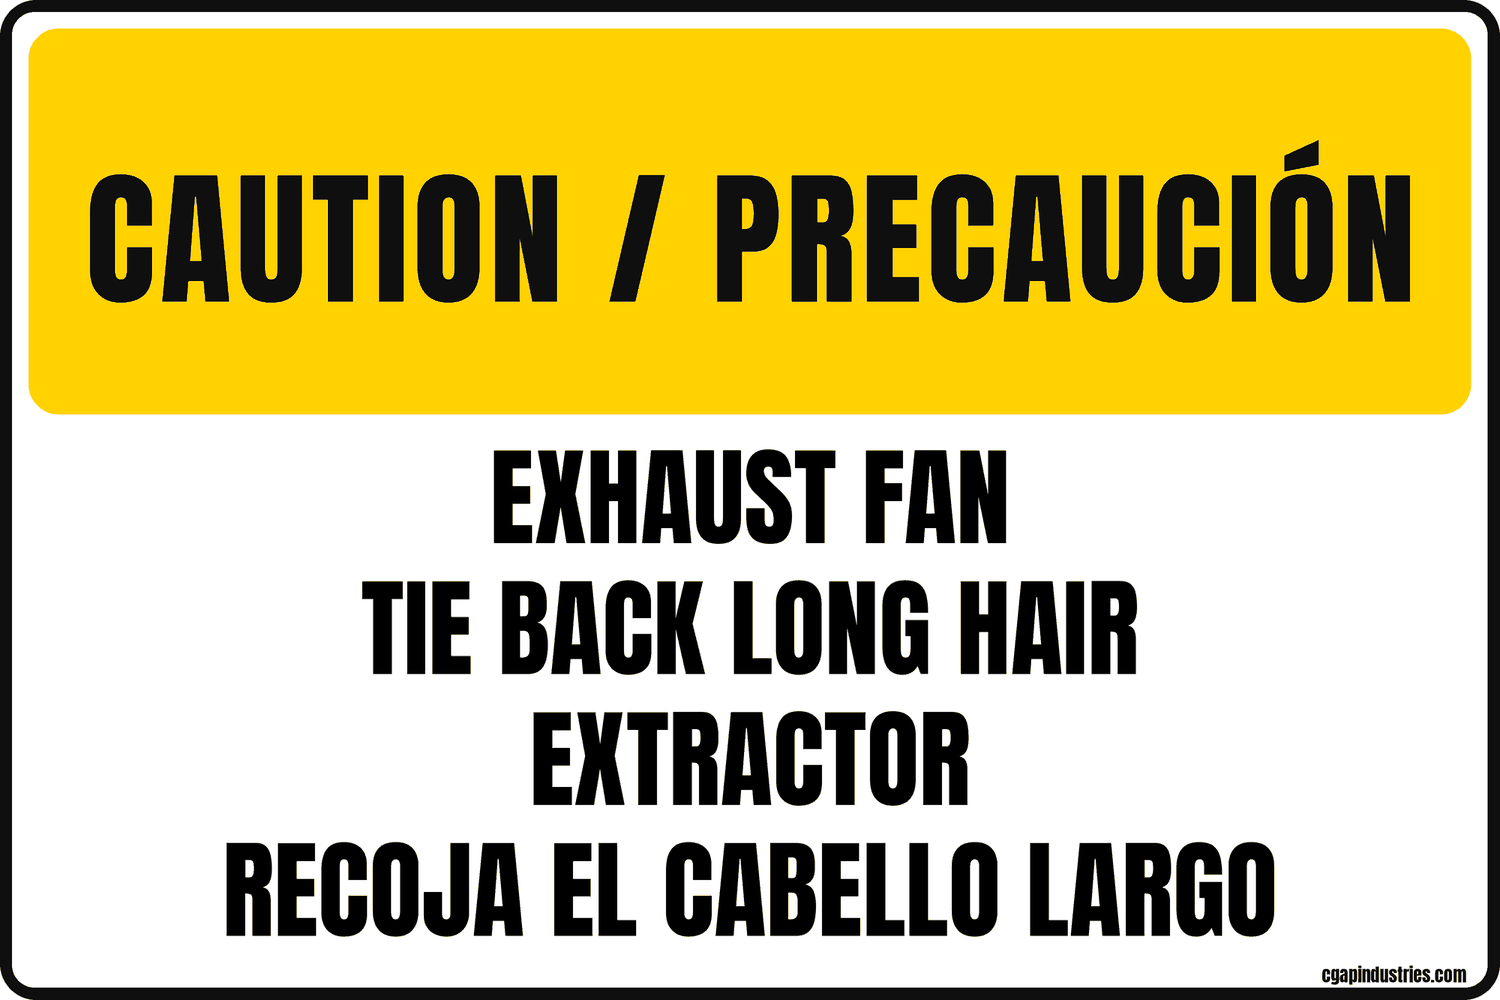 CAUTION / PRECAUCIÓN
EXHAUST FAN
TIE BACK LONG HAIR
EXTRACTOR
RECOJA EL CABELLO LARGO
cgapindustries.com